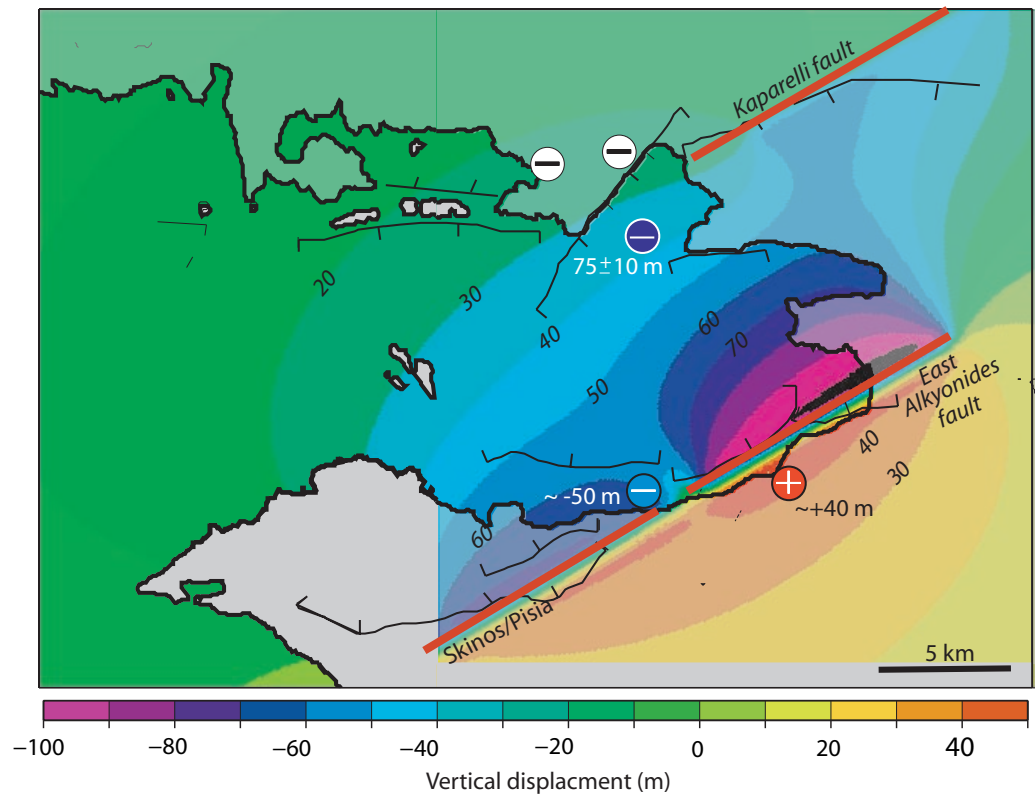 Kaparelli fault
75±10 m
20
30
40
50
60
70
East
Alkyonides
fault
40
30
~ -50 m
~+40 m
60
Skinos/Pisia
5 km
−100 −80 −60 −40 −20 0 20 40
Vertical displacment (m)